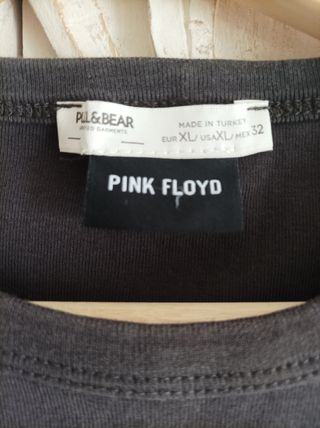 PULL&BEAR
MADE IN TURKEY
EUR XL/USA XL/MEX 32
PINK FLOYD